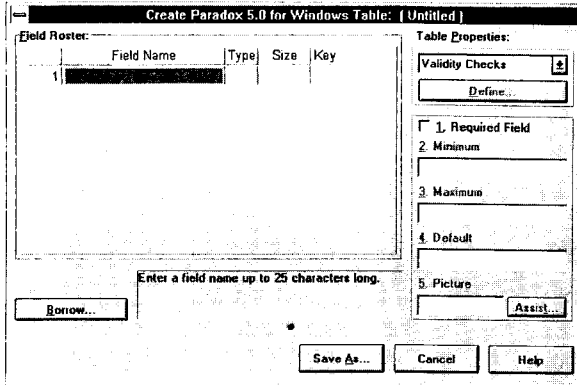 Create Paradox 5.0 for Windows Table: [ Untitled ]
Field Roster:
Field Name Type Size Key
1
Table Properties:
Validity Checks
Define...
1. Required Field
2. Minimum
3. Maximum
4. Default
5. Picture
Assist...
Enter a field name up to 25 characters long.
Borrow...
Save As...
Cancel
Help